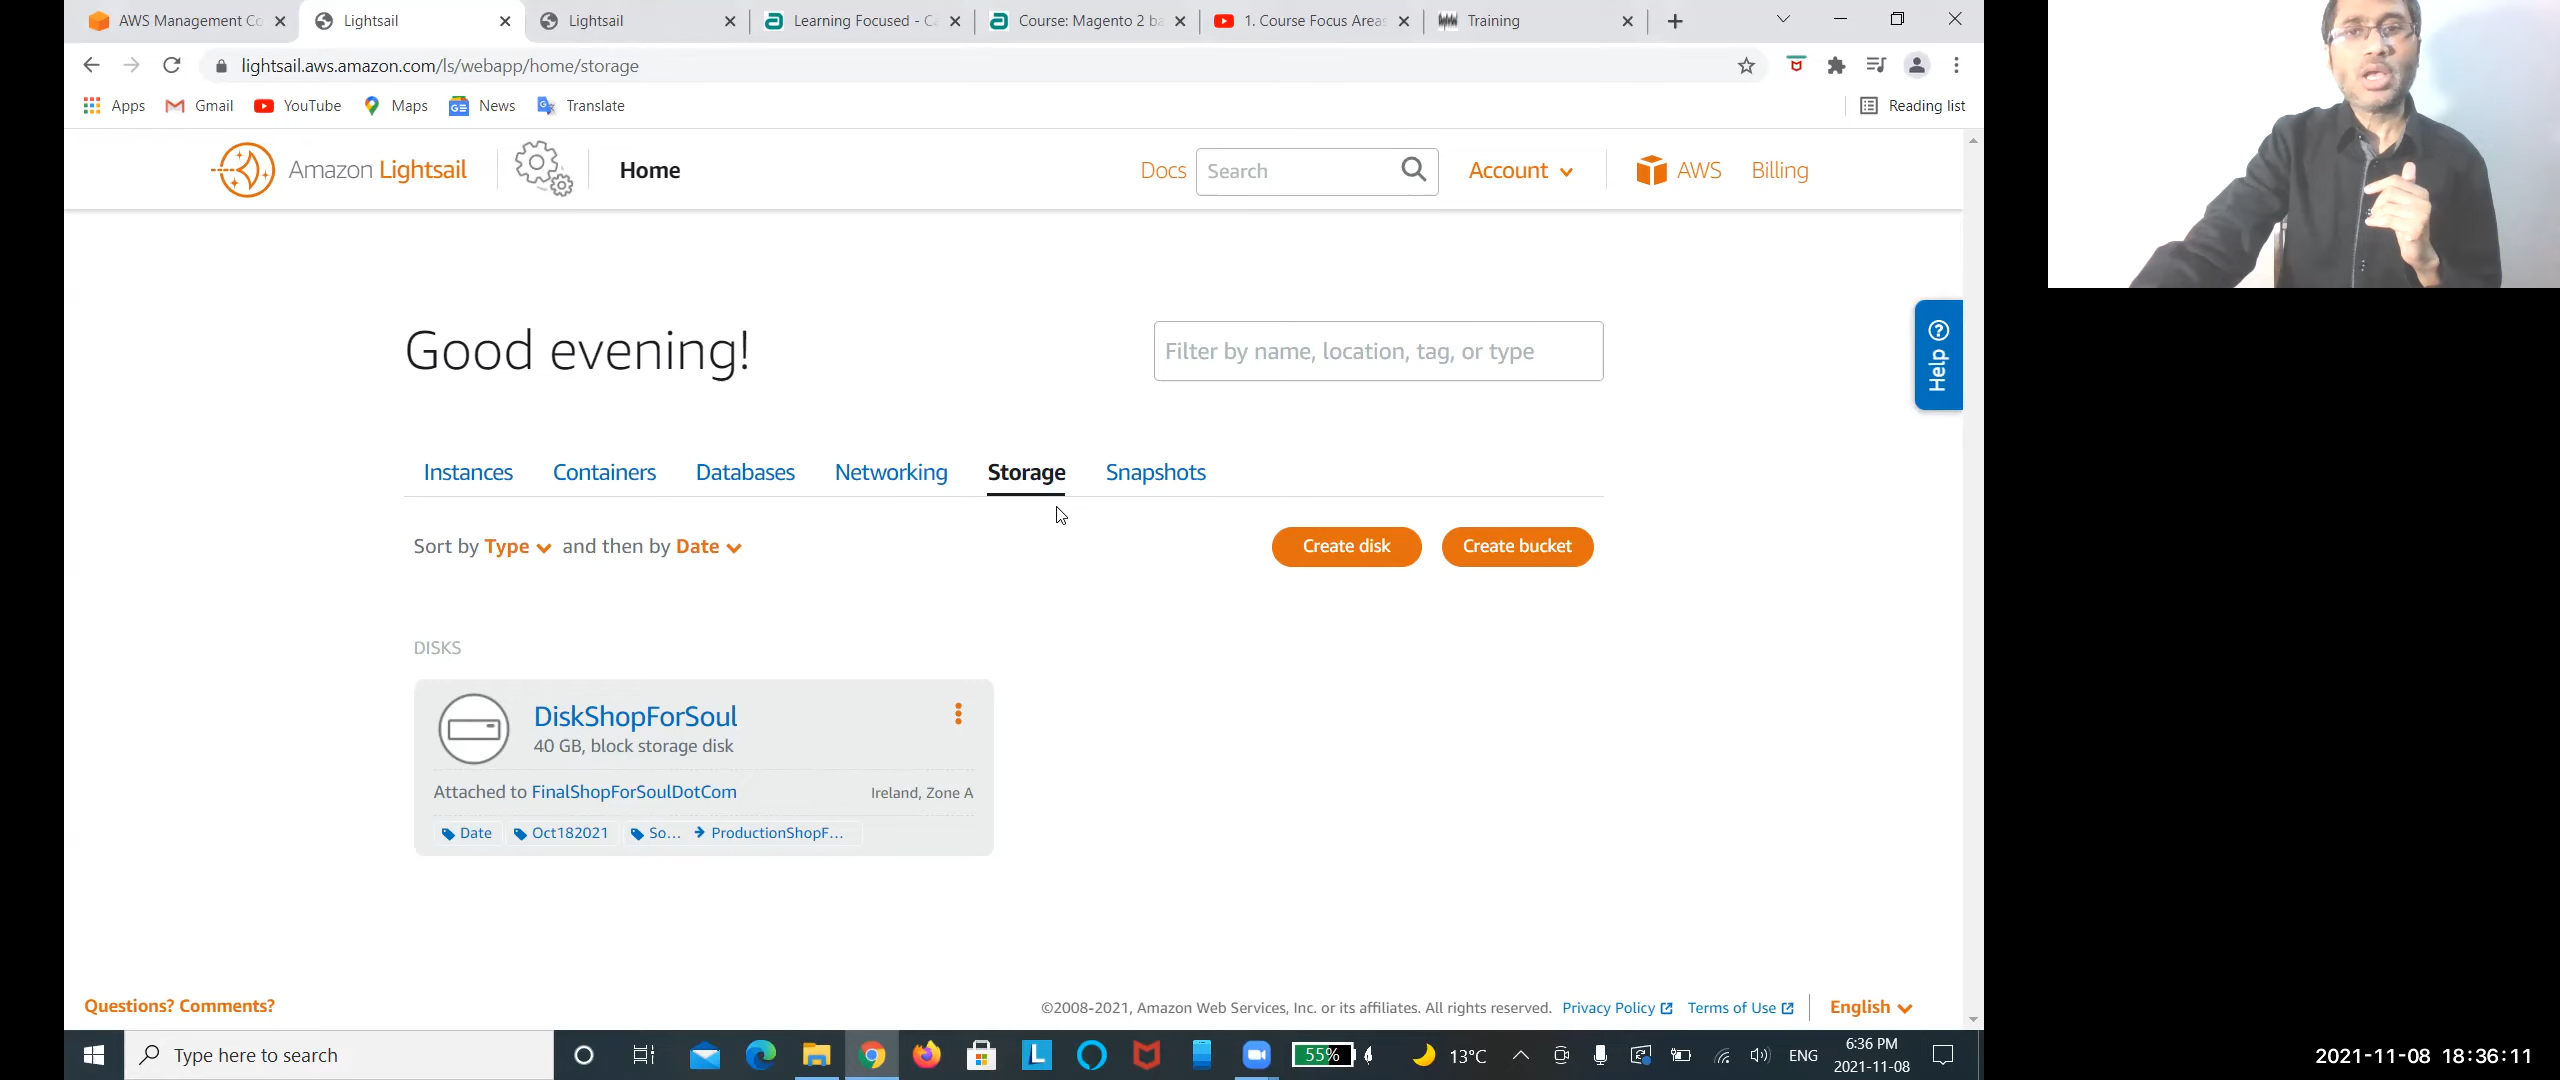 AWS Management Co
Lightsail
Lightsail
Learning Focused - Ca
Course: Magento 2 ba
1. Course Focus Areas
Training
lightsail.aws.amazon.com/ls/webapp/home/storage
Apps
Gmail
YouTube
Maps
News
Translate
Reading list
Amazon Lightsail
Home
Docs
Search
Account
AWS
Billing
Good evening!
Filter by name, location, tag, or type
Help
Instances
Containers
Databases
Networking
Storage
Snapshots
Sort by Type and then by Date
Create disk
Create bucket
DISKS
DiskShopForSoul
40 GB, block storage disk
Attached to FinalShopForSoulDotCom
Ireland, Zone A
Date
Oct182021
So...
ProductionShopF...
Questions? Comments?
©2008-2021, Amazon Web Services, Inc. or its affiliates. All rights reserved.
Privacy Policy
Terms of Use
English
Type here to search
L
55%
13°C
ENG
6:36 PM
2021-11-08
2021-11-08 18:36:11